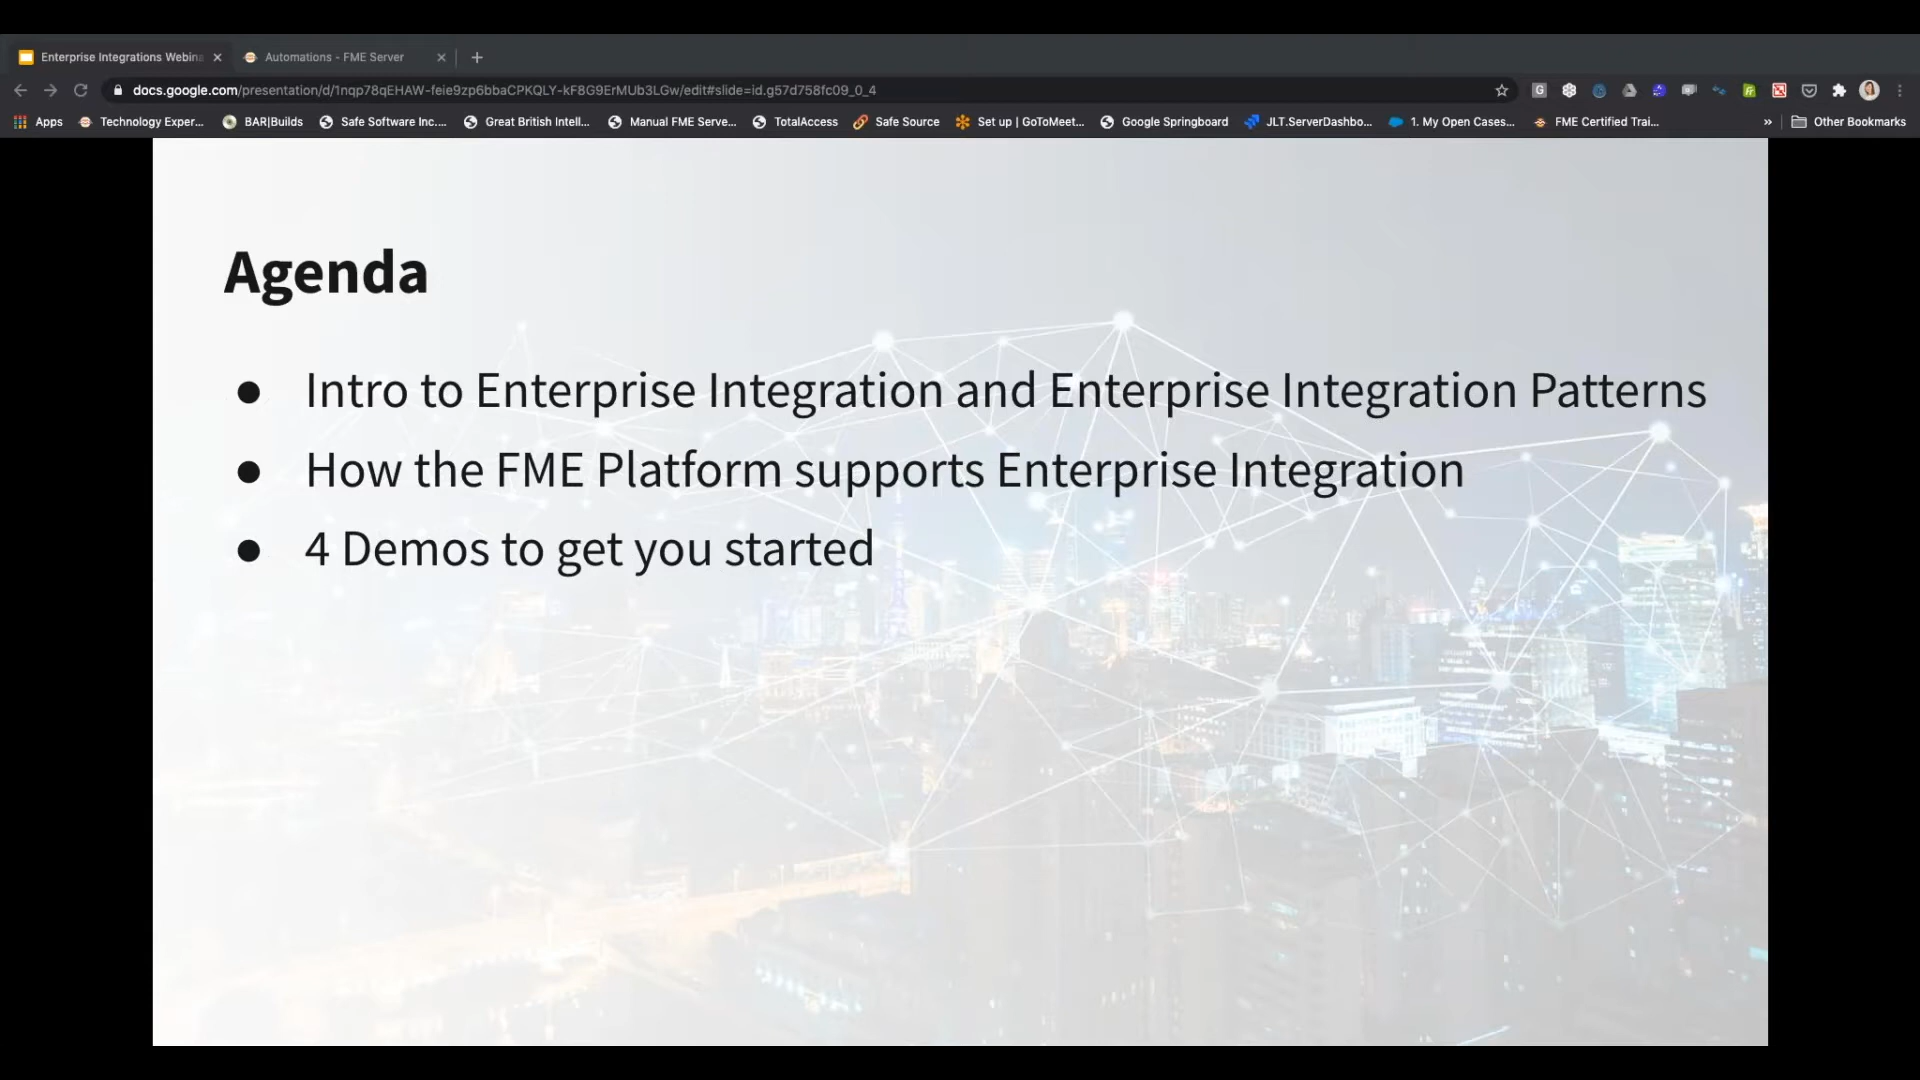 Enterprise Integrations Webina
Automations - FME Server
docs.google.com/presentation/d/1nqp78qEHAW-feie9zp6bbaCPKQLY-kF8G9ErMUb3LGw/edit#slide=id.g57d758fc09_0_4
Apps
Technology Exper...
BAR|Builds
Safe Software Inc....
Great British Intell...
Manual FME Serve...
TotalAccess
Safe Source
Set up | GoToMeet...
Google Springboard
JLT.ServerDashbo...
1. My Open Cases...
FME Certified Trai...
»
Other Bookmarks
Agenda
● Intro to Enterprise Integration and Enterprise Integration Patterns
● How the FME Platform supports Enterprise Integration
● 4 Demos to get you started